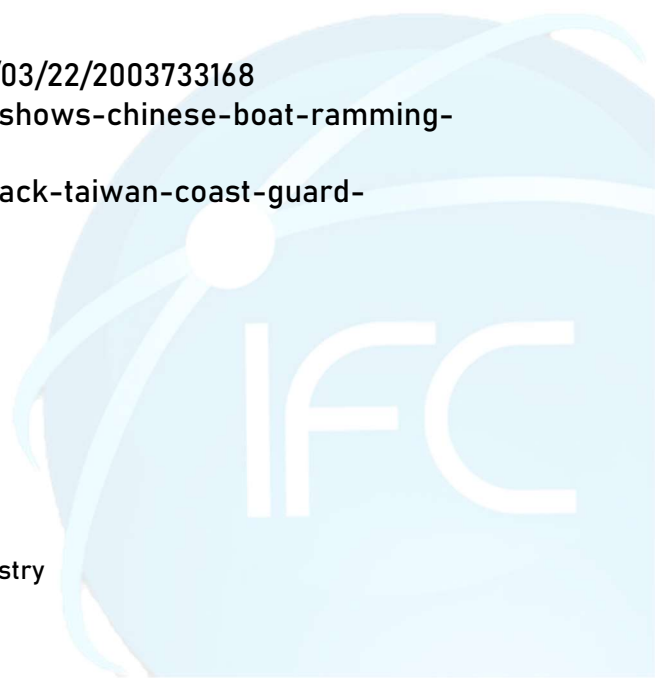 /03/22/2003733168
shows-chinese-boat-ramming-
ack-taiwan-coast-guard-
IFC
stry